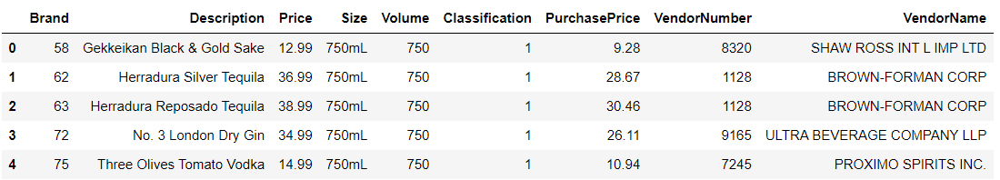 Brand Description Price Size Volume Classification PurchasePrice VendorNumber VendorName
0 58 Gekkeikan Black & Gold Sake 12.99 750mL 750 1 9.28 8320 SHAW ROSS INT L IMP LTD
1 62 Herradura Silver Tequila 36.99 750mL 750 1 28.67 1128 BROWN-FORMAN CORP
2 63 Herradura Reposado Tequila 38.99 750mL 750 1 30.46 1128 BROWN-FORMAN CORP
3 72 No. 3 London Dry Gin 34.99 750mL 750 1 26.11 9165 ULTRA BEVERAGE COMPANY LLP
4 75 Three Olives Tomato Vodka 14.99 750mL 750 1 10.94 7245 PROXIMO SPIRITS INC.